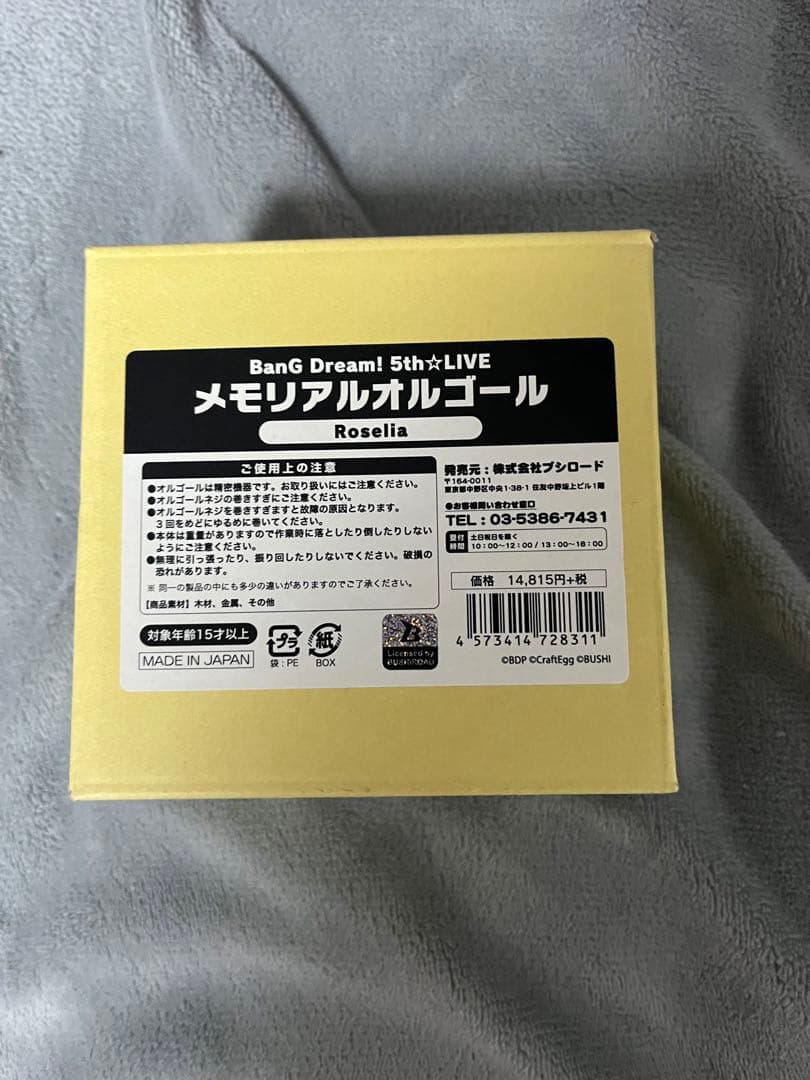 BanG Dream! 5th☆LIVE
メモリアルオルゴール
Roselia
ご使用上の注意
●オルゴールは精密機器です。お取り扱いにはご注意ください。
●オルゴールネジの巻きすぎにご注意ください。
●オルゴールネジを巻きすぎますと故障の原因となります。
３回をめどにゆるめに巻いてください。
●本体は重量がありますので作業時に落としたり倒したりしない
ようにご注意ください。
●無理に引っ張ったり、振り回したりしないでください。破損の
恐れがあります。
※ 同一の製品の中にも多少の違いがありますのでご了承ください。
【商品素材】木材、金属、その他
発売元：株式会社ブシロード
〒164-0011
東京都中野区中央1-38-1 住友中野坂上ビル1階
●お客様問い合わせ窓口
TEL：03-5386-7431
受付時間
土日祝日を除く
10：00～12：00 / 13：00～18：00
価格 14,815円+税
4 573414 728311
対象年齢15才以上
MADE IN JAPAN
プラ
袋：PE
紙
BOX
B
Licensed by
BUSHIROAD
©BDP ©CraftEgg ©BUSHI